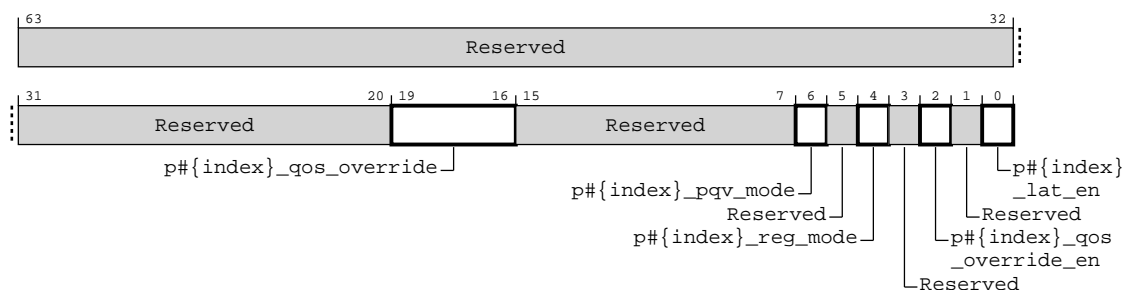 63 32
Reserved
31 20 19 16 15 7 6 5 4 3 2 1 0
Reserved Reserved
p#{index}_qos_override p#{index}
p#{index}_pqv_mode _lat_en
Reserved Reserved
p#{index}_reg_mode p#{index}_qos
_override_en
Reserved